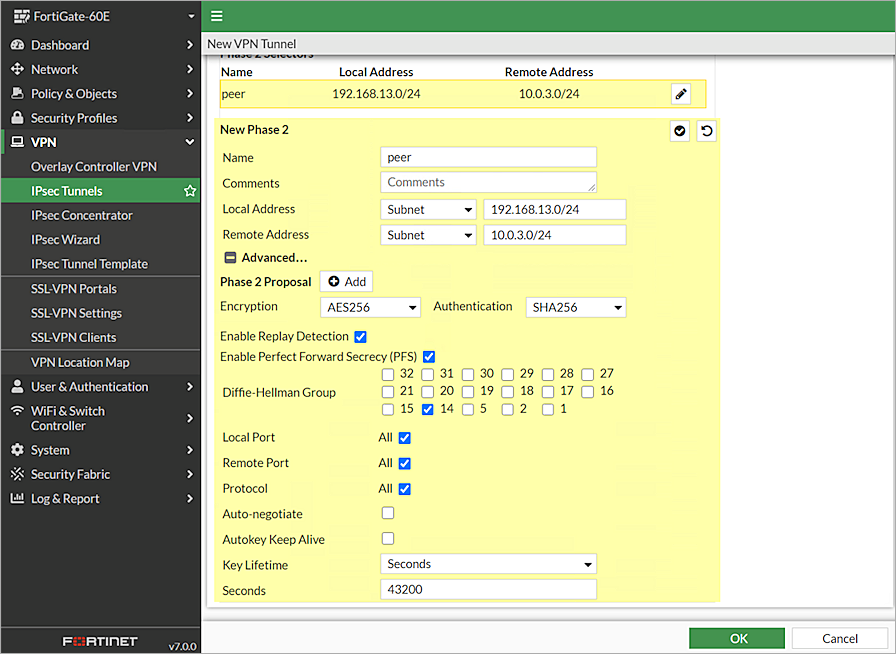 FortiGate-60E
Dashboard
Network
Policy & Objects
Security Profiles
VPN
Overlay Controller VPN
IPsec Tunnels
IPsec Concentrator
IPsec Wizard
IPsec Tunnel Template
SSL-VPN Portals
SSL-VPN Settings
SSL-VPN Clients
VPN Location Map
User & Authentication
WiFi & Switch
Controller
System
Security Fabric
Log & Report
FORTINET
v7.0.0
New VPN Tunnel
Phase 2 Selectors
Name Local Address Remote Address
peer 192.168.13.0/24 10.0.3.0/24
New Phase 2
Name peer
Comments Comments
Local Address Subnet 192.168.13.0/24
Remote Address Subnet 10.0.3.0/24
Advanced...
Phase 2 Proposal Add
Encryption AES256 Authentication SHA256
Enable Replay Detection
Enable Perfect Forward Secrecy (PFS)
32 31 30 29 28 27
Diffie-Hellman Group 21 20 19 18 17 16
15 14 5 2 1
Local Port All
Remote Port All
Protocol All
Auto-negotiate
Autokey Keep Alive
Key Lifetime Seconds
Seconds 43200
OK Cancel